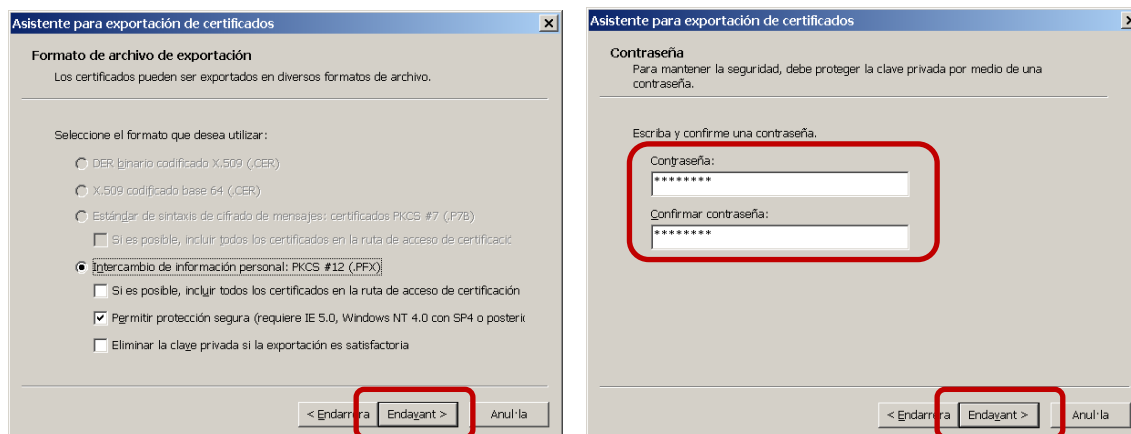 Asistente para exportación de certificados
Formato de archivo de exportación
Los certificados pueden ser exportados en diversos formatos de archivo.
Seleccione el formato que desea utilizar:
DER binario codificado X.509 (.CER)
X.509 codificado base 64 (.CER)
Estándar de sintaxis de cifrado de mensajes: certificados PKCS #7 (.P7B)
Si es posible, incluir todos los certificados en la ruta de acceso de certificacić
Intercambio de información personal: PKCS #12 (.PFX)
Si es posible, incluir todos los certificados en la ruta de acceso de certificación
Permitir protección segura (requiere IE 5.0, Windows NT 4.0 con SP4 o posteric
Eliminar la clave privada si la exportación es satisfactoria
< Endarrera Endavant > Anul·la
Asistente para exportación de certificados
Contraseña
Para mantener la seguridad, debe proteger la clave privada por medio de una
contraseña.
Escriba y confirme una contraseña.
Contraseña:
********
Confirmar contraseña:
********
< Endarrera Endavant > Anul·la